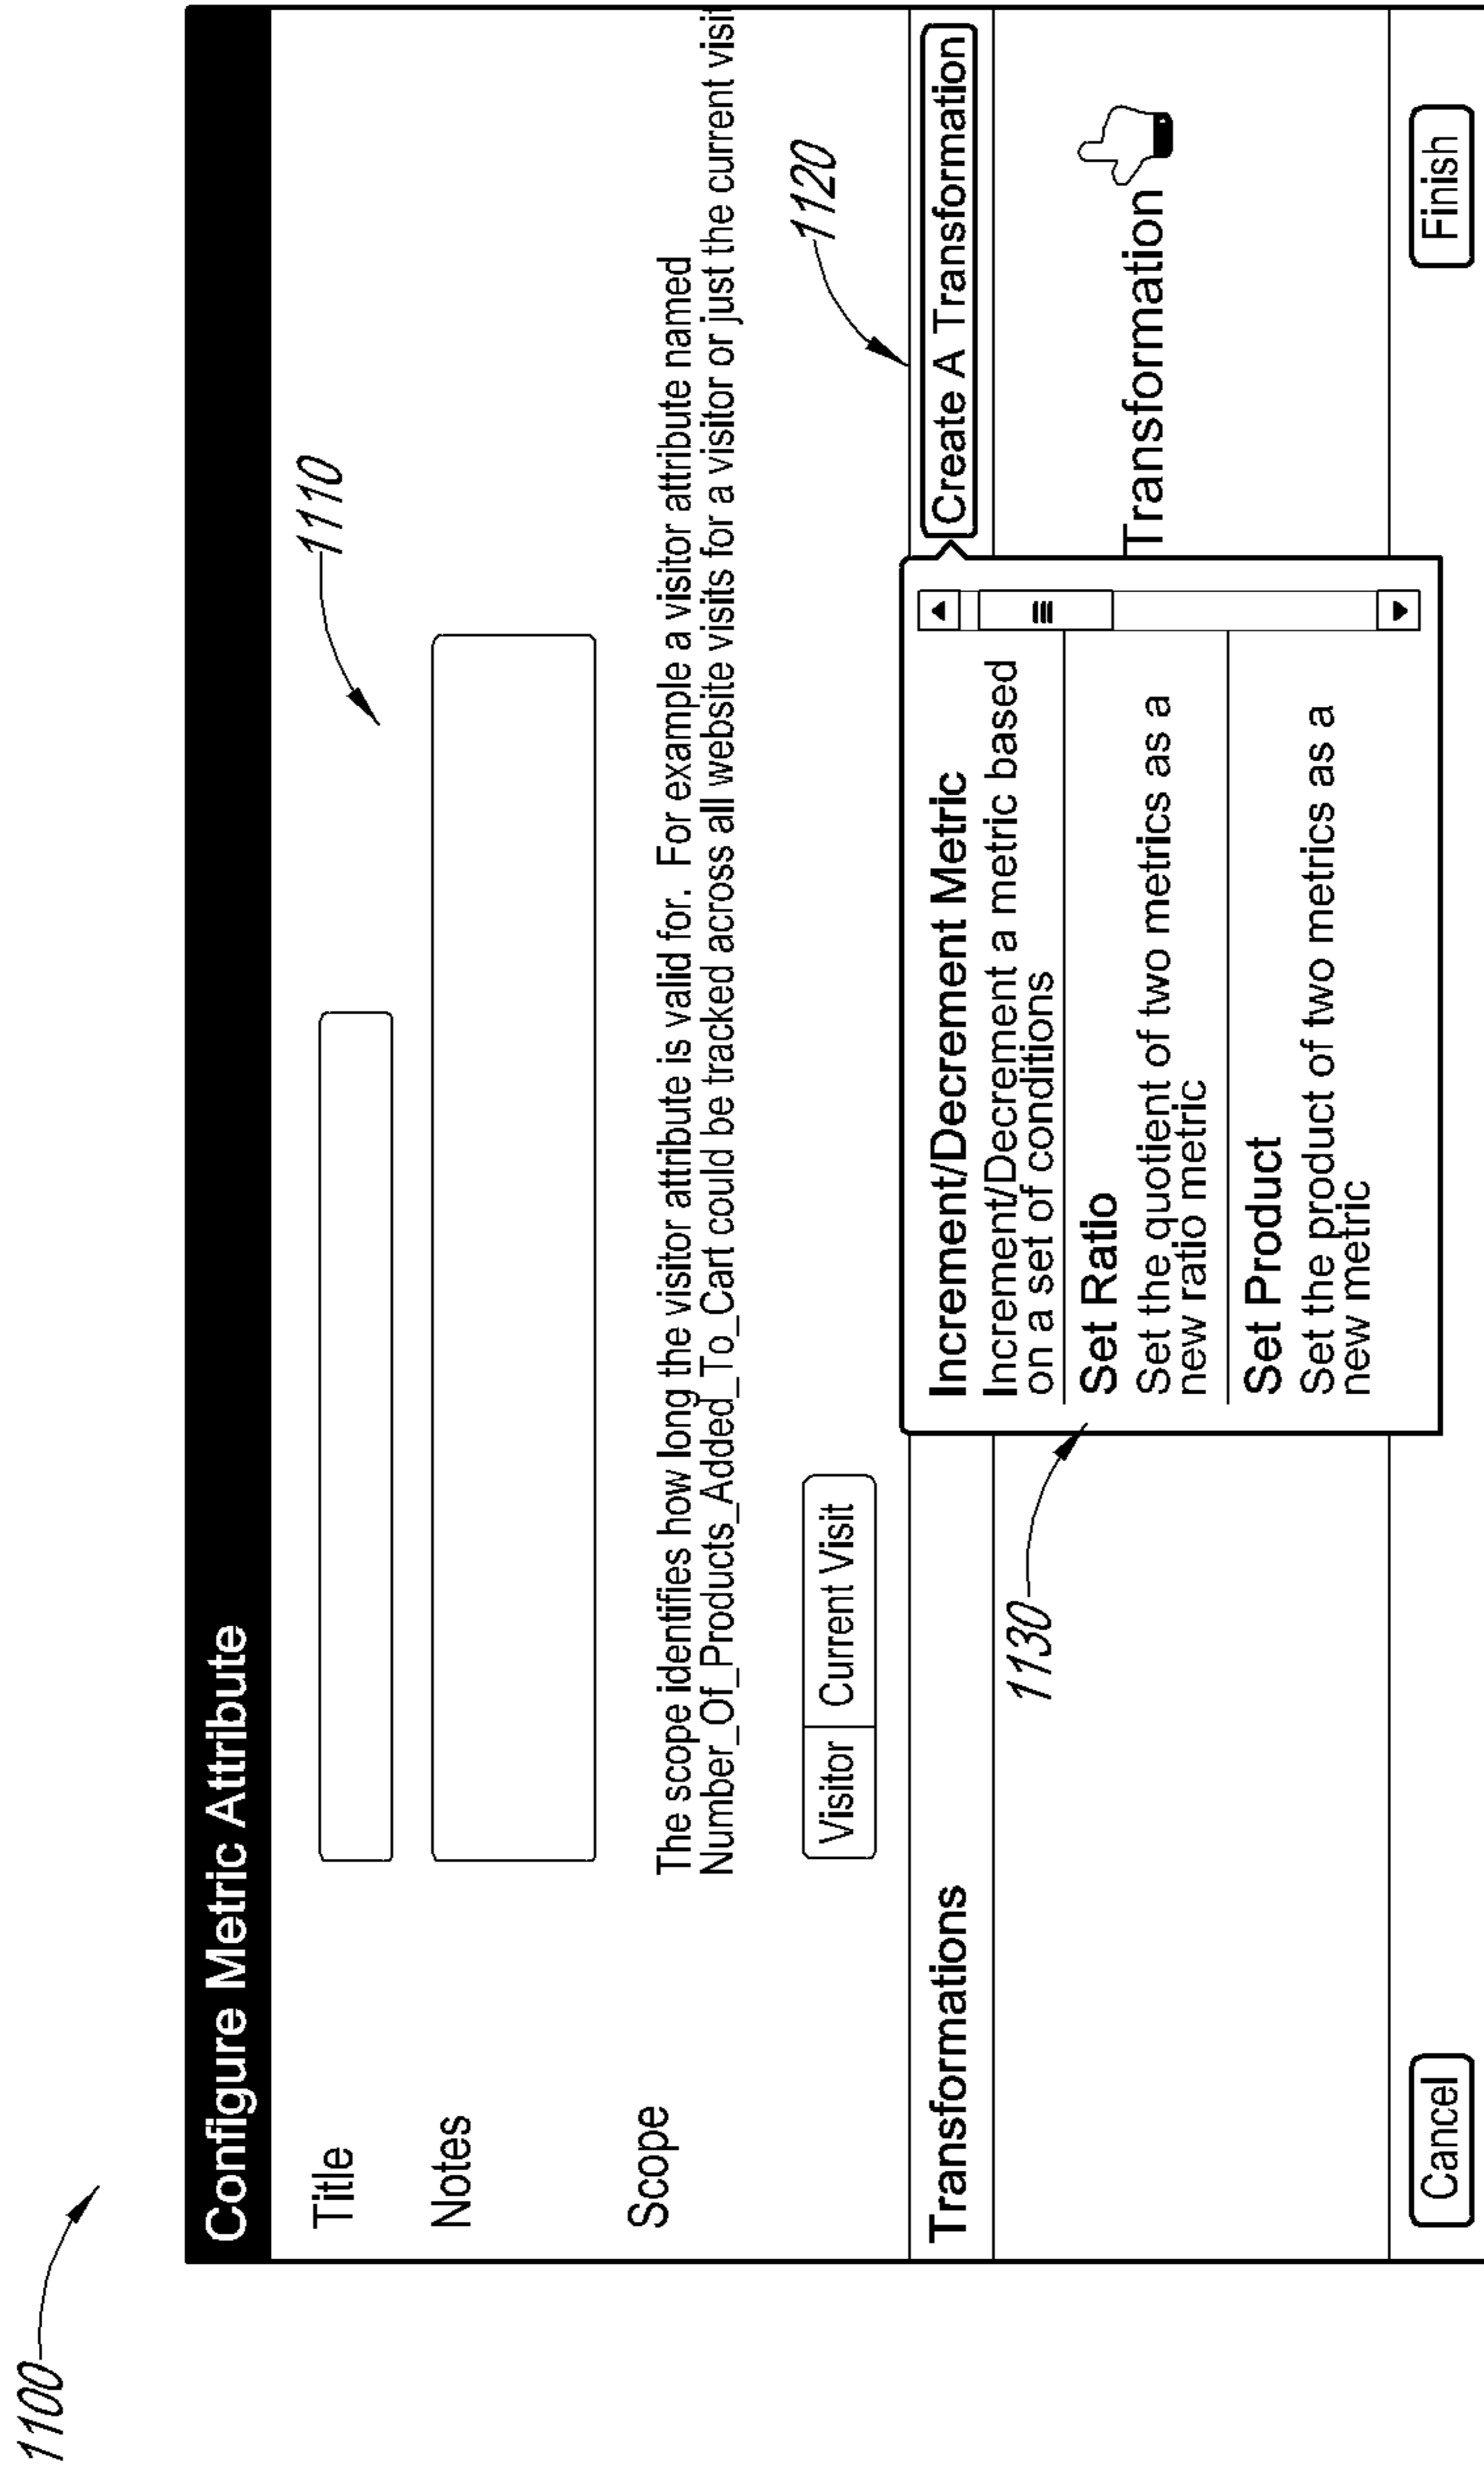 1100
Configure Metric Attribute
Title
1110
Notes
Scope
The scope identifies how long the visitor attribute is valid for. For example a visitor attribute named
Number_Of_Products_Added_To_Cart could be tracked across all website visits for a visitor or just the current visit
Visitor
Current Visit
1120
Transformations
Create A Transformation
1130
Increment/Decrement Metric
Increment/Decrement a metric based
on a set of conditions
Set Ratio
Set the quotient of two metrics as a
new ratio metric
Set Product
Set the product of two metrics as a
new metric
Transformation
Cancel
Finish